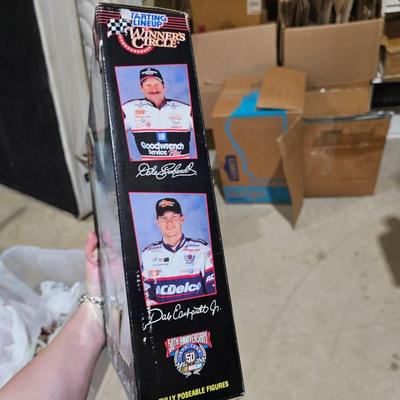 STARTING
LINEUP
WINNER'S
CIRCLE
Goodwrench
Service Plus
Dale Earnhardt
ACDelco
Dale Earnhardt Jr.
50TH ANNIVERSARY
50
NASCAR
FULLY POSEABLE FIGURES